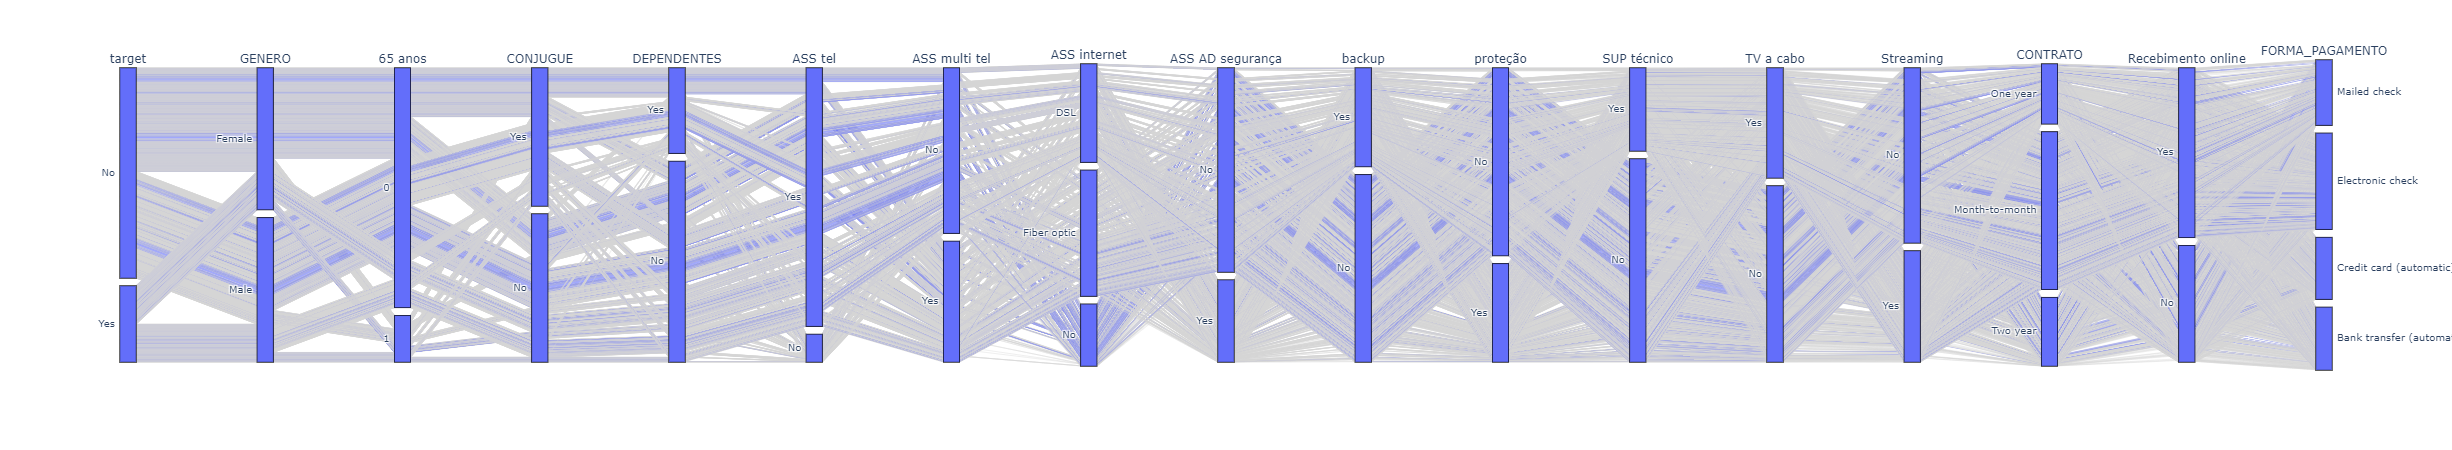 target
No
Yes
GENERO
Female
Male
65 anos
0
1
CONJUGUE
Yes
No
DEPENDENTES
Yes
No
ASS tel
Yes
No
ASS multi tel
No
Yes
ASS internet
DSL
Fiber optic
No
ASS AD segurança
No
Yes
backup
Yes
No
proteção
No
Yes
SUP técnico
Yes
No
TV a cabo
Yes
No
Streaming
No
Yes
CONTRATO
One year
Month-to-month
Two year
Recebimento online
Yes
No
FORMA_PAGAMENTO
Mailed check
Electronic check
Credit card (automatic)
Bank transfer (automa